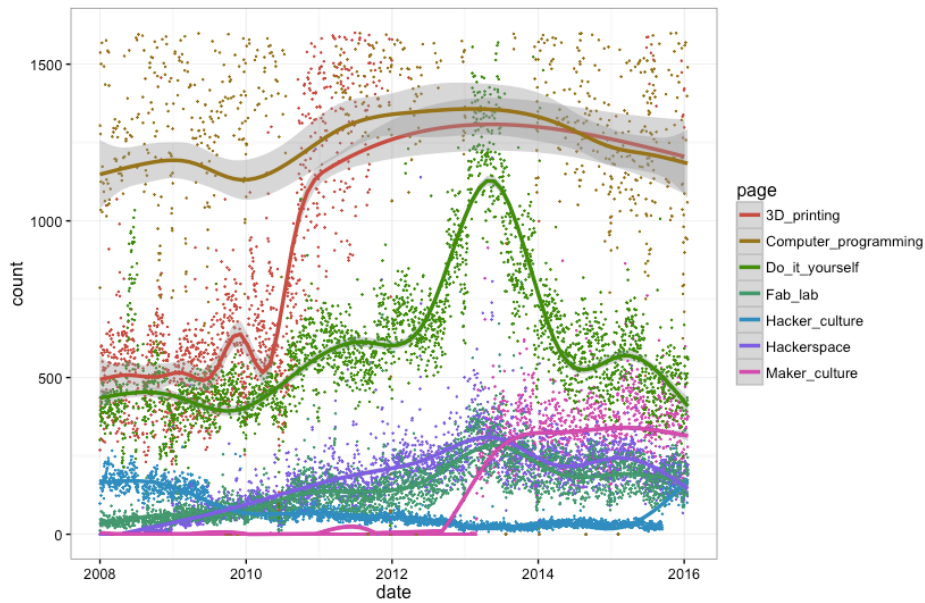 1500
1000
500
0
count
2008
2010
2012
2014
2016
date
page
3D_printing
Computer_programming
Do_it_yourself
Fab_lab
Hacker_culture
Hackerspace
Maker_culture